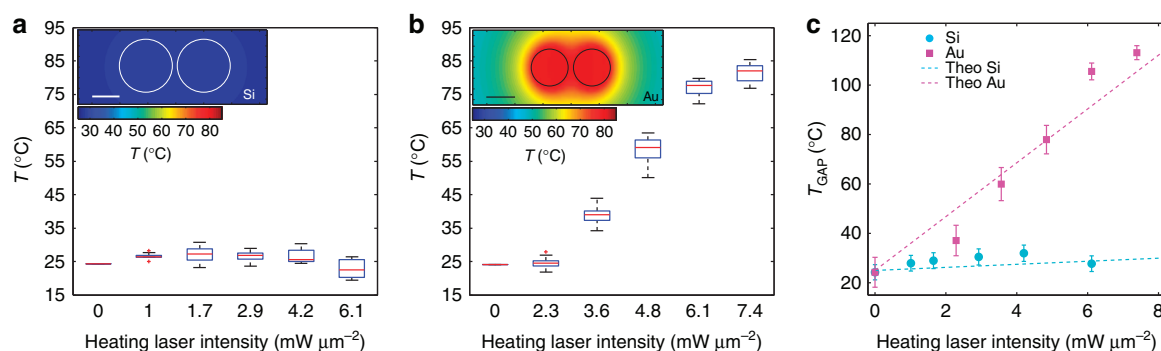 a
95
85
75
65
55
45
35
25
15
T (°C)
Si
30 40 50 60 70 80
T (°C)
0 1 1.7 2.9 4.2 6.1
Heating laser intensity (mW μm⁻²)
b
95
85
75
65
55
45
35
25
15
T (°C)
Au
30 40 50 60 70 80
T (°C)
0 2.3 3.6 4.8 6.1 7.4
Heating laser intensity (mW μm⁻²)
c
120
100
80
60
40
20
T_GAP (°C)
Si
Au
Theo Si
Theo Au
0 2 4 6 8
Heating laser intensity (mW μm⁻²)